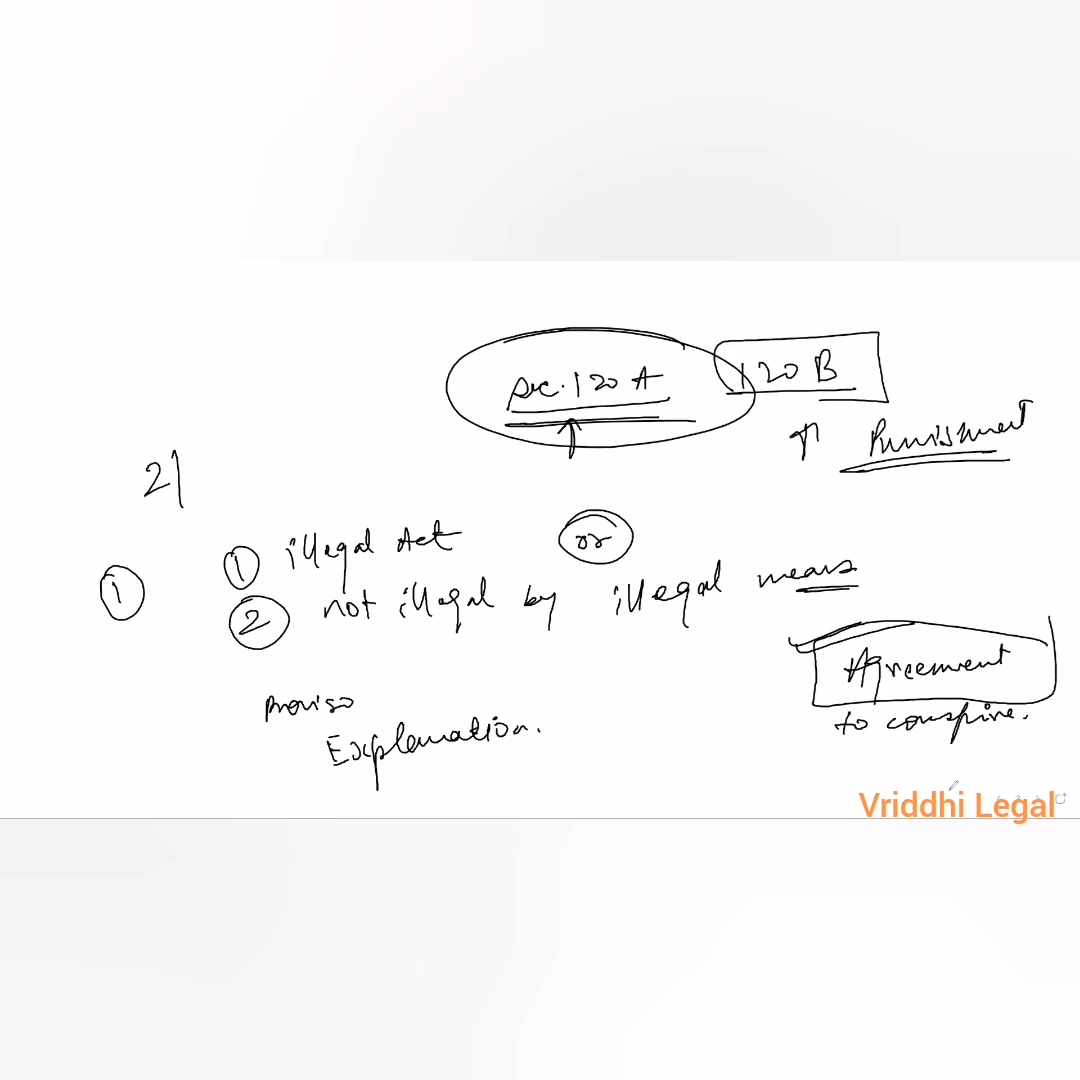 Sec. 120 A 120 B
Punishment
2)
① illegal Act or
① ② not illegal by illegal means
Agreement
to conspire.
Proviso
Explanation.
Vriddhi Legal